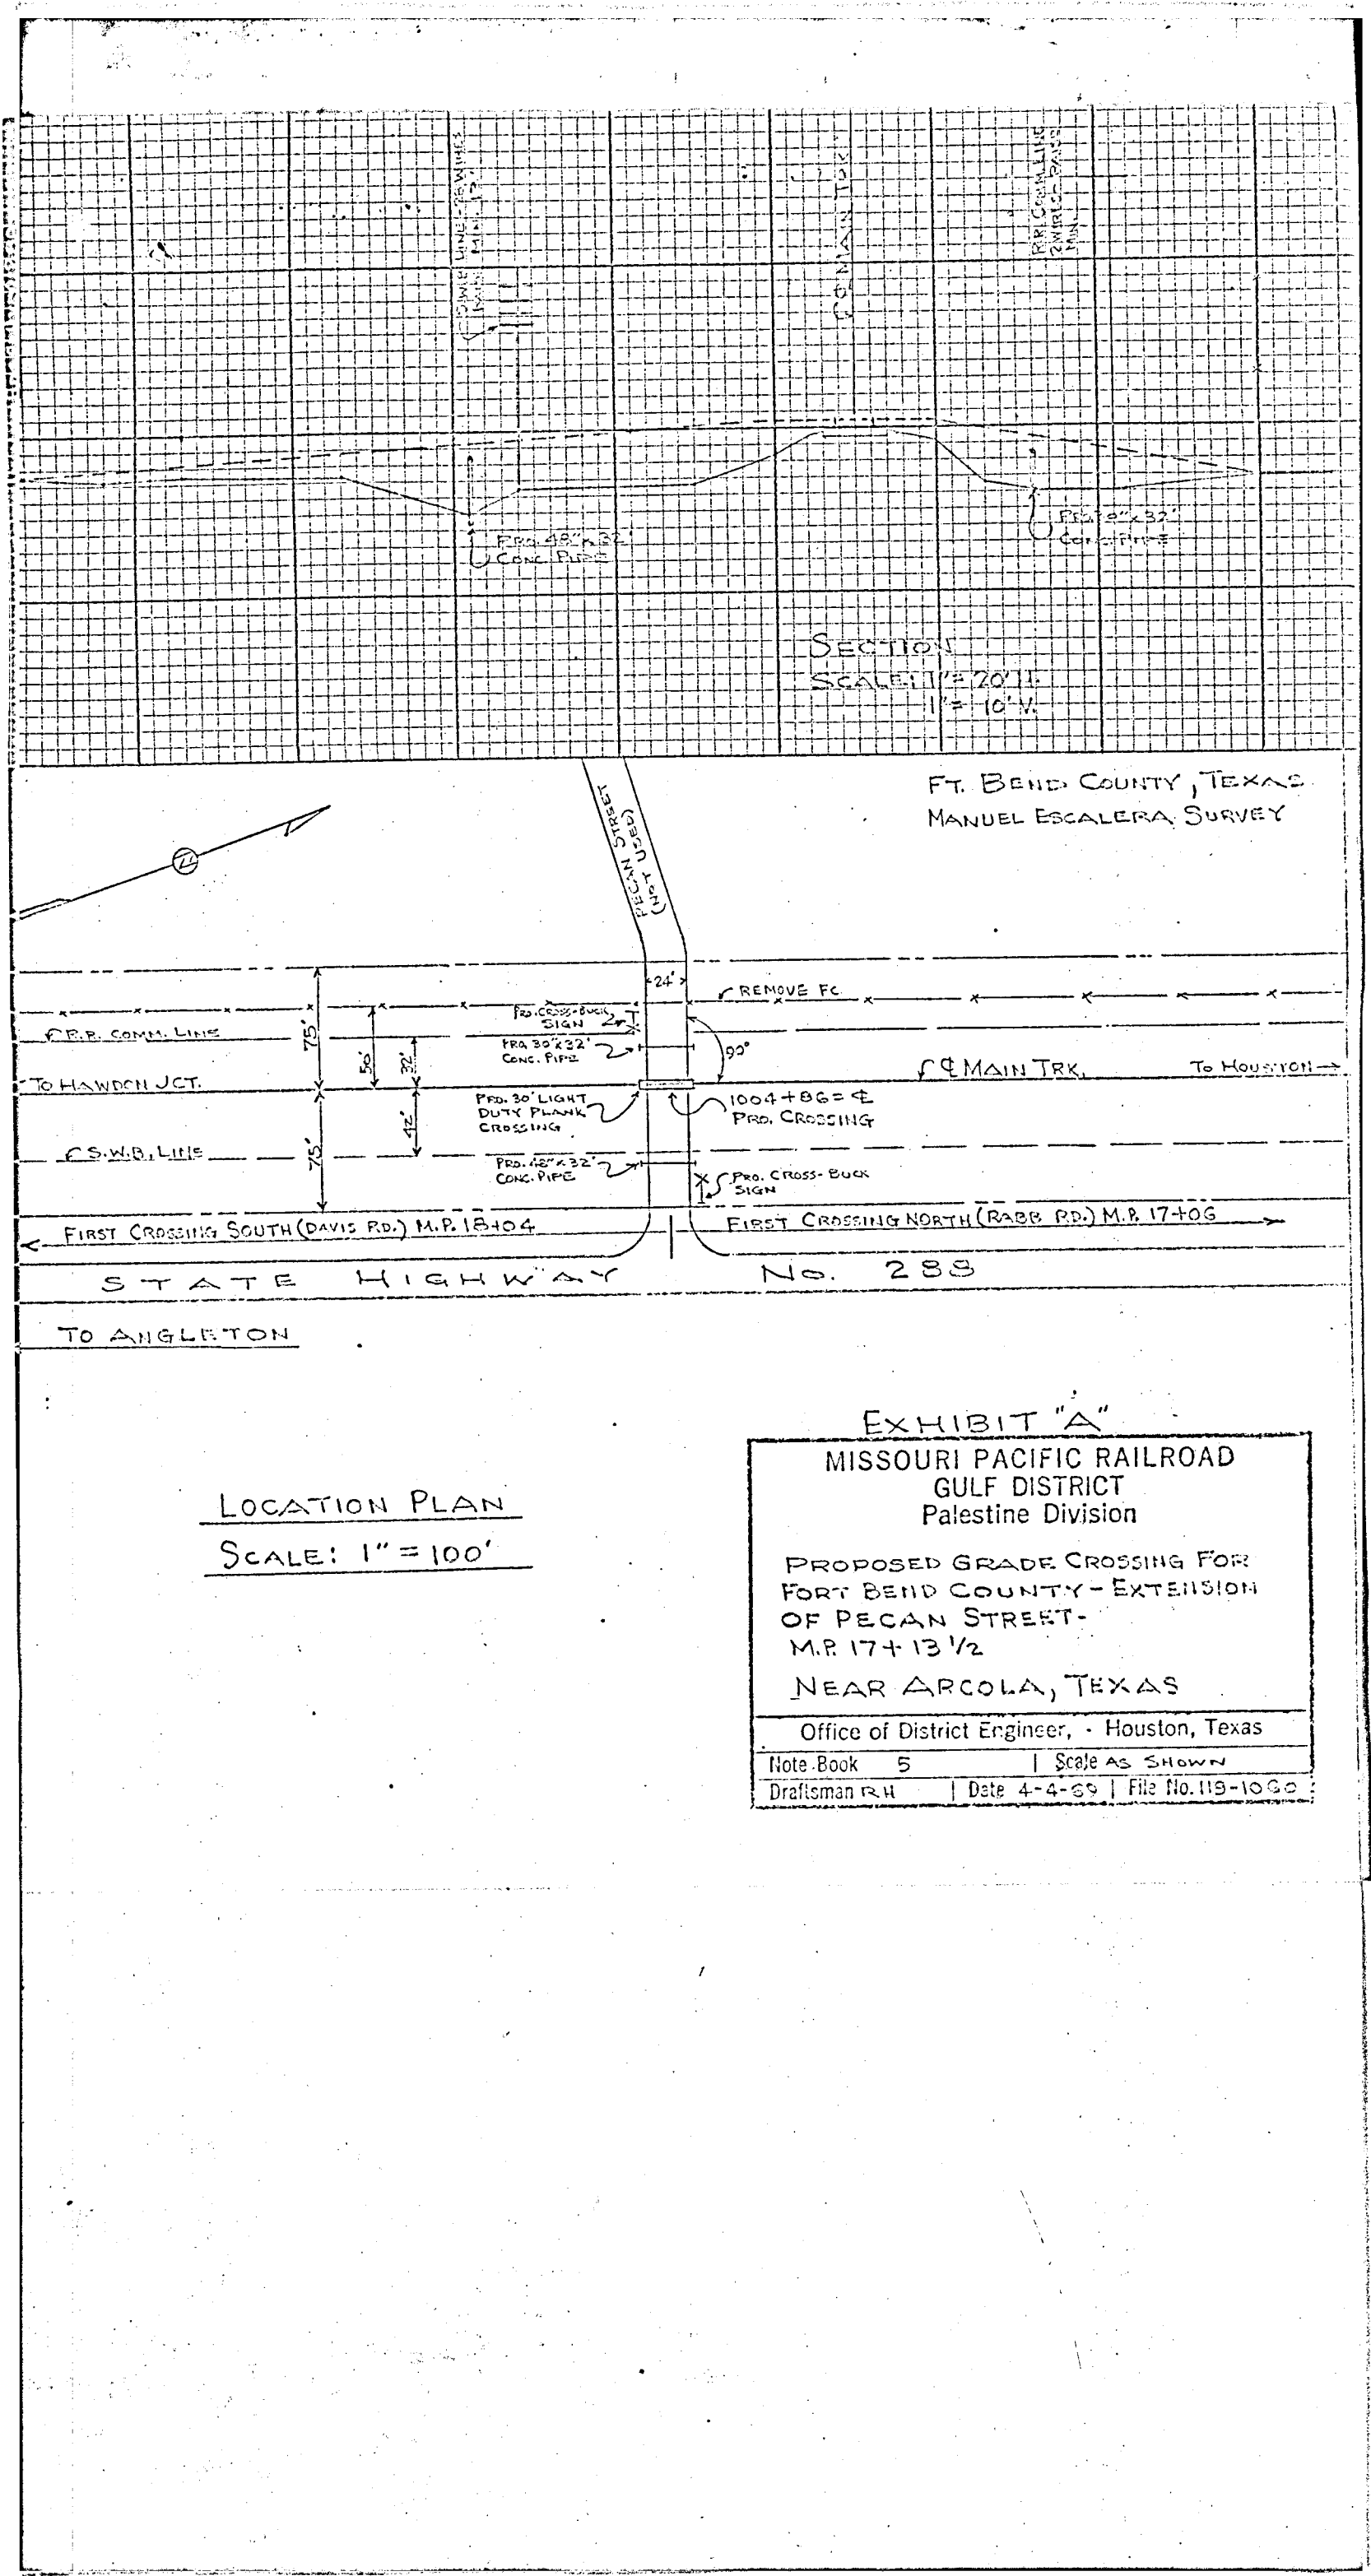 ℄ MAIN TRK
R.R. COMM. LINE
PRO. 48" x 32'
CONC. PIPE
CONC. PIPE
SECTION
SCALE: 1" = 20' H.
1" = 10' V.
FT. BEND COUNTY, TEXAS
MANUEL ESCALERA SURVEY
PECAN STREET
(NOT USED)
24'
REMOVE FC.
PRO. CROSS-BUCK
SIGN
R.R. COMM. LINE
75'
50'
32'
PRO. 30" x 32'
CONC. PIPE
90°
TO HAWDON JCT.
℄ MAIN TRK.
TO HOUSTON
PRO. 30' LIGHT
DUTY PLANK
CROSSING
1004+86 = ℄
PRO. CROSSING
42'
75'
S.W.B. LINE
PRO. 48" x 32'
CONC. PIPE
PRO. CROSS-BUCK
SIGN
FIRST CROSSING SOUTH (DAVIS RD.) M.P. 18+04
FIRST CROSSING NORTH (RABB RD.) M.P. 17+06
STATE HIGHWAY No. 288
TO ANGLETON
EXHIBIT "A"
MISSOURI PACIFIC RAILROAD
GULF DISTRICT
Palestine Division
LOCATION PLAN
SCALE: 1" = 100'
PROPOSED GRADE CROSSING FOR
FORT BEND COUNTY - EXTENSION
OF PECAN STREET -
M.P. 17 + 13 1/2
NEAR ARCOLA, TEXAS
Office of District Engineer, - Houston, Texas
Note Book 5 Scale AS SHOWN
Draftsman RH Date 4-4-69 File No. 119-1060